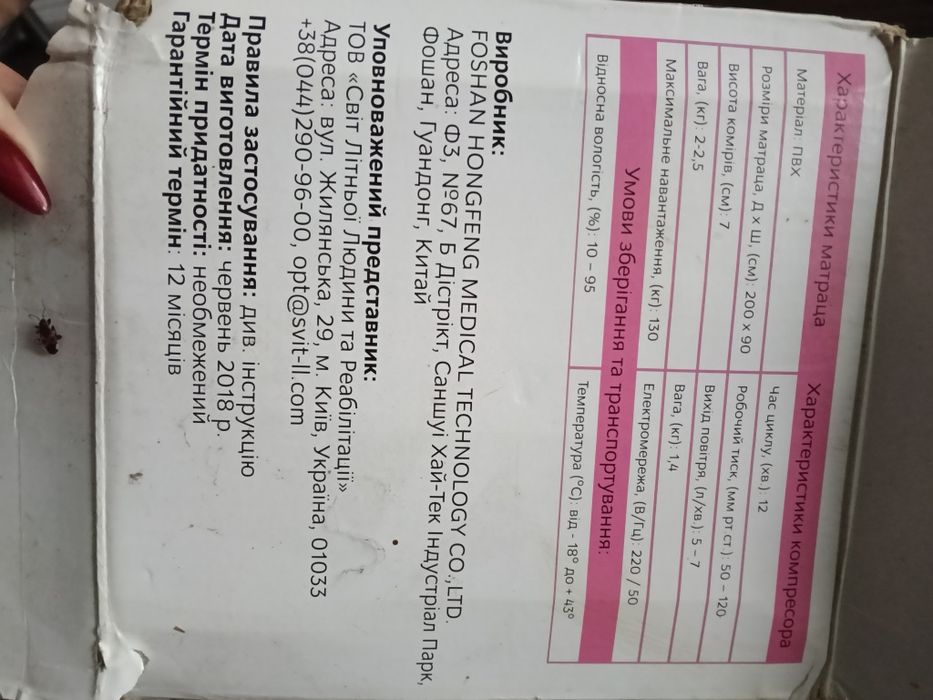 Характеристики матраца
Характеристики компресора
Матеріал: ПВХ
Час циклу, (хв.): 12
Розміри матраца, Д х Ш, (см): 200 х 90
Робочий тиск, (мм рт.ст.): 50 – 120
Висота комірів, (см): 7
Вихід повітря, (л/хв.): 5 – 7
Вага, (кг): 2-2,5
Вага, (кг): 1,4
Максимальне навантаження, (кг): 130
Електромережа, (В/Гц): 220 / 50
Умови зберігання та транспортування:
Відносна вологість, (%): 10 – 95
Температура (°С): від - 18° до + 43°
Виробник:
FOSHAN HONGFENG MEDICAL TECHNOLOGY CO.,LTD.
Адреса: Ф3, №67, Б Дістрікт, Саншуі Хай-Тек Індустріал Парк,
Фошан, Гуандонг, Китай
Уповноважений представник:
ТОВ «Світ Літньої Людини та Реабілітації»
Адреса: вул. Жилянська, 29, м. Київ, Україна, 01033
+38(044)290-96-00, opt@svit-ll.com
Правила застосування: див. інструкцію
Дата виготовлення: червень 2018 р.
Термін придатності: необмежений
Гарантійний термін: 12 місяців